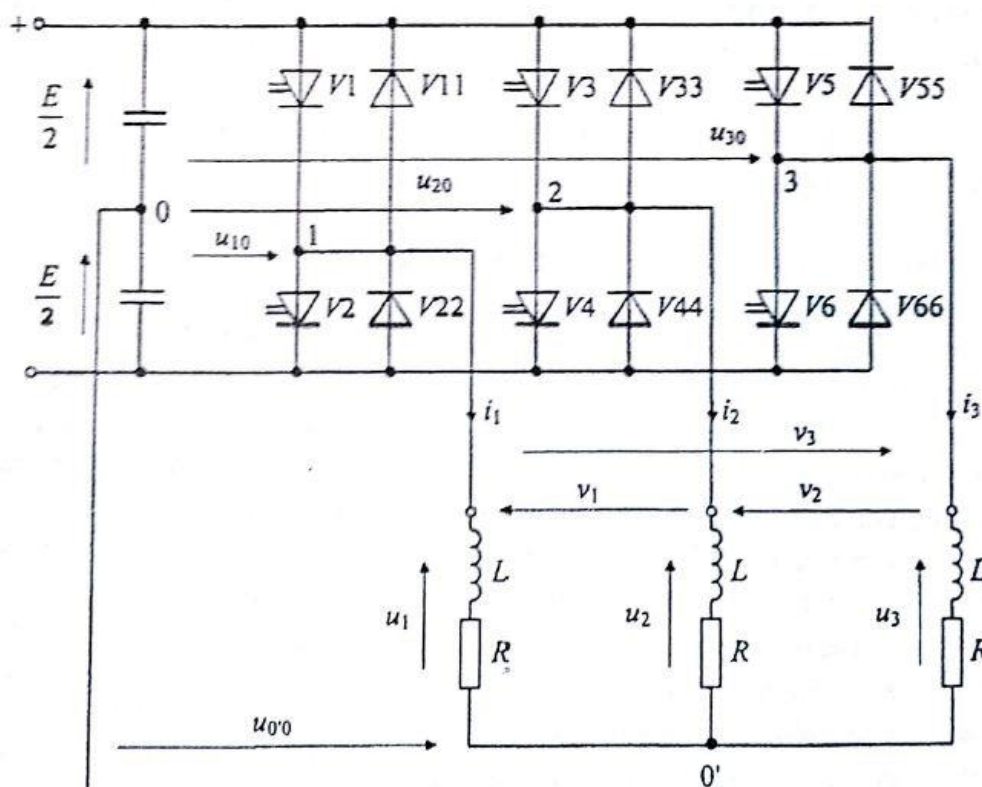 +
E/2
V1 V11 V3 V33 V5 V55
u30
3
u20
2
0
u10
1
E/2
V2 V22 V4 V44 V6 V66
i1 i2 i3
v3
v1 v2
L L L
u1 u2 u3
R R R
u0'0
0'